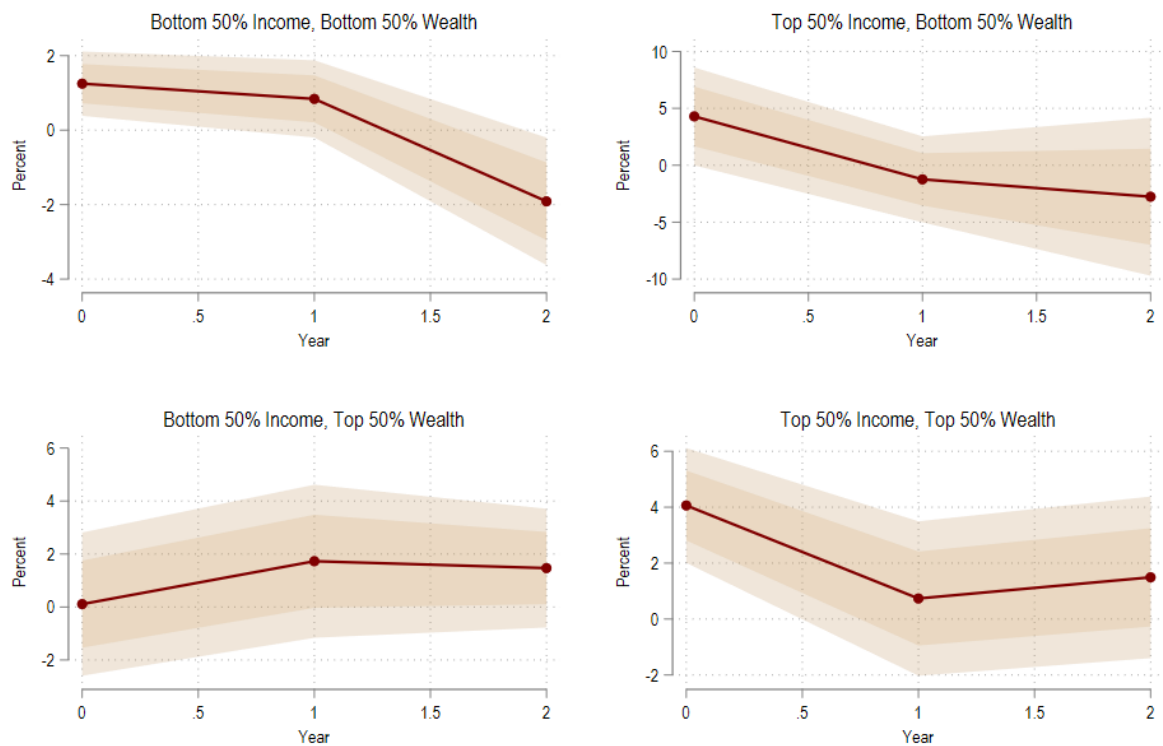 Bottom 50% Income, Bottom 50% Wealth
2
0
-2
-4
Percent
0 .5 1 1.5 2
Year
Top 50% Income, Bottom 50% Wealth
10
5
0
-5
-10
Percent
0 .5 1 1.5 2
Year
Bottom 50% Income, Top 50% Wealth
6
4
2
0
-2
Percent
0 .5 1 1.5 2
Year
Top 50% Income, Top 50% Wealth
6
4
2
0
-2
Percent
0 .5 1 1.5 2
Year